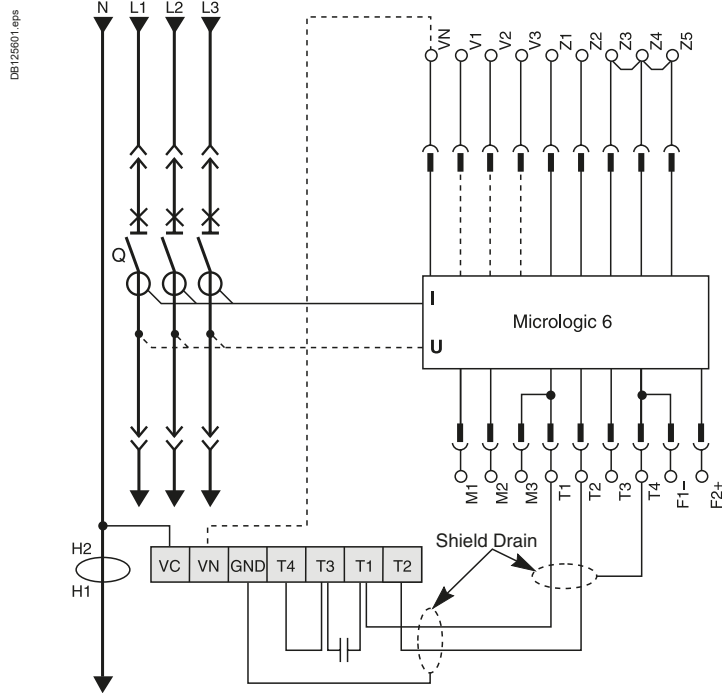 DB125601.eps
N L1 L2 L3
VN V1 V2 V3 Z1 Z2 Z3 Z4 Z5
Q
I
Micrologic 6
U
M1 M2 M3 T1 T2 T3 T4 F1– F2+
Shield Drain
H2
H1
VC VN GND T4 T3 T1 T2